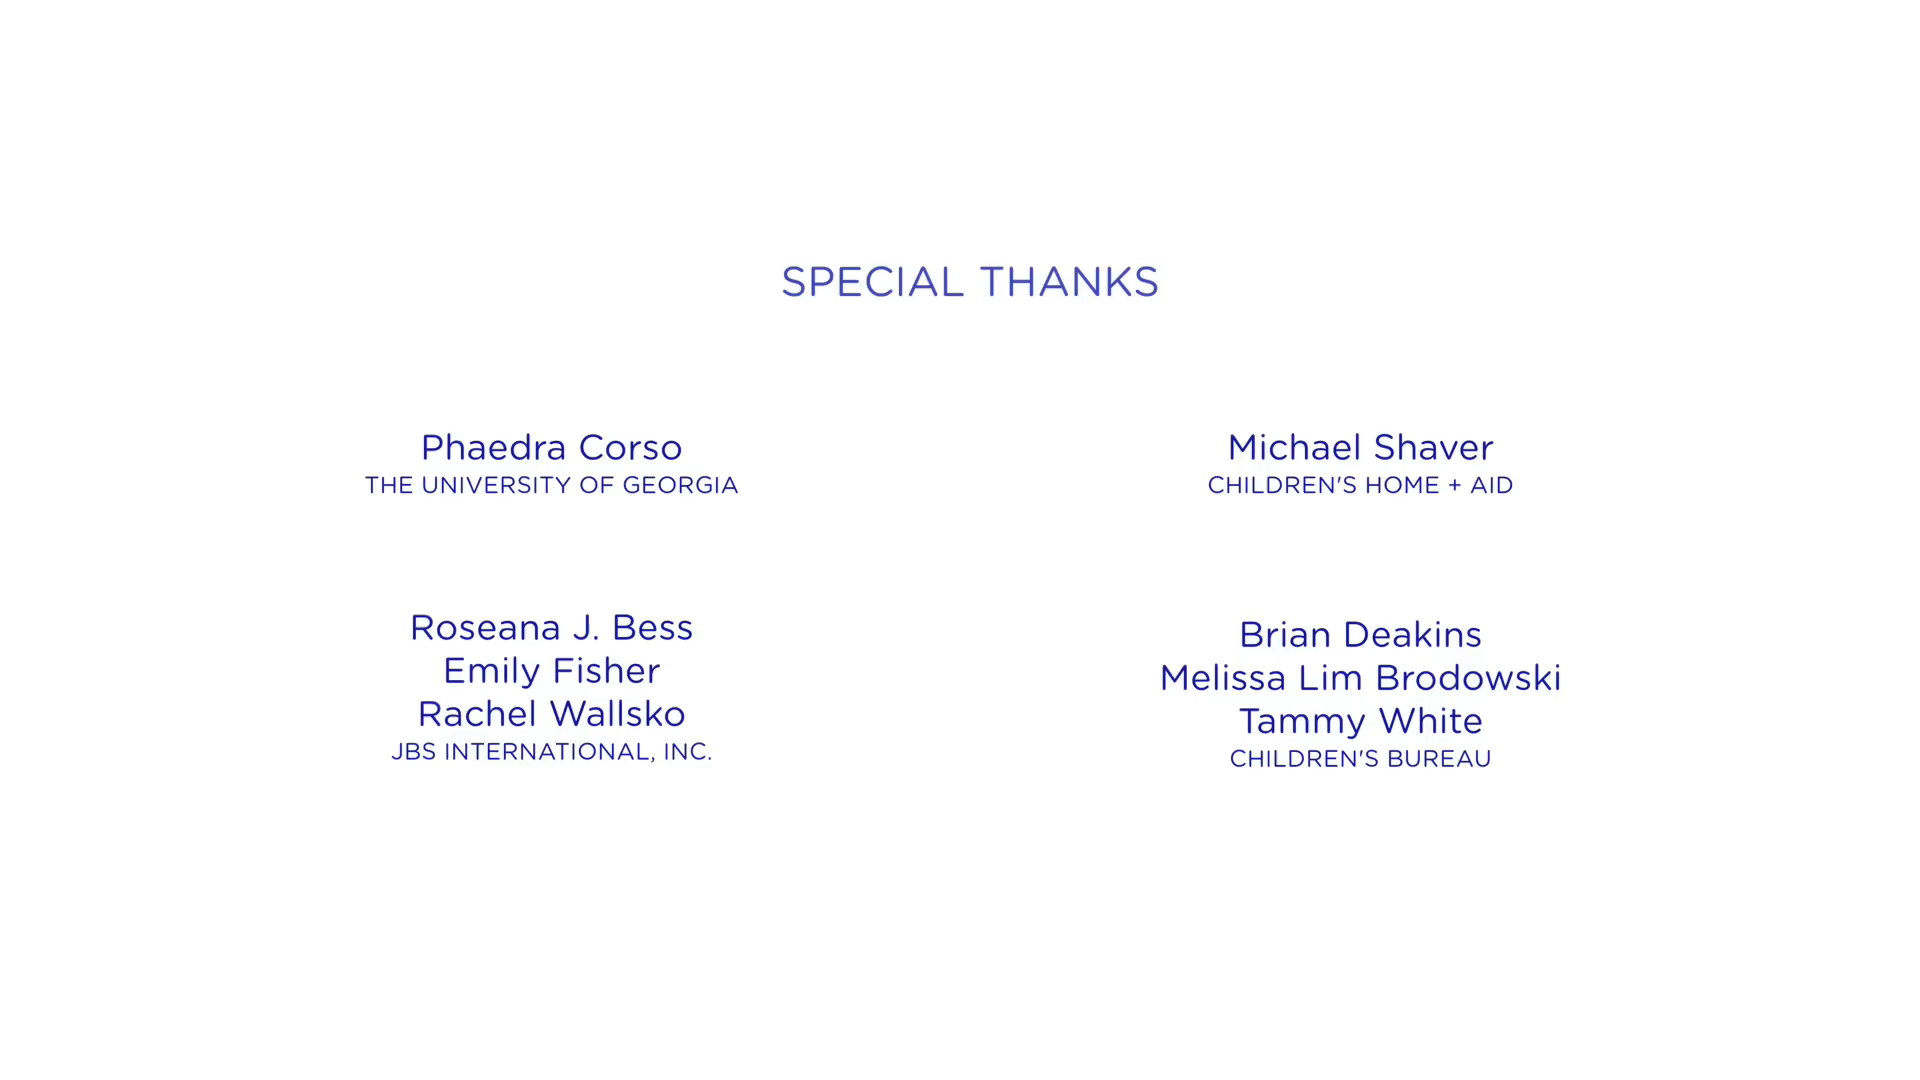 SPECIAL THANKS
Phaedra Corso
THE UNIVERSITY OF GEORGIA
Michael Shaver
CHILDREN'S HOME + AID
Roseana J. Bess
Emily Fisher
Rachel Wallsko
JBS INTERNATIONAL, INC.
Brian Deakins
Melissa Lim Brodowski
Tammy White
CHILDREN'S BUREAU